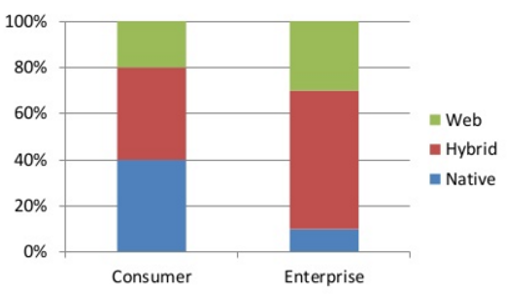 100%
80%
60%
40%
20%
0%
Consumer Enterprise
Web
Hybrid
Native